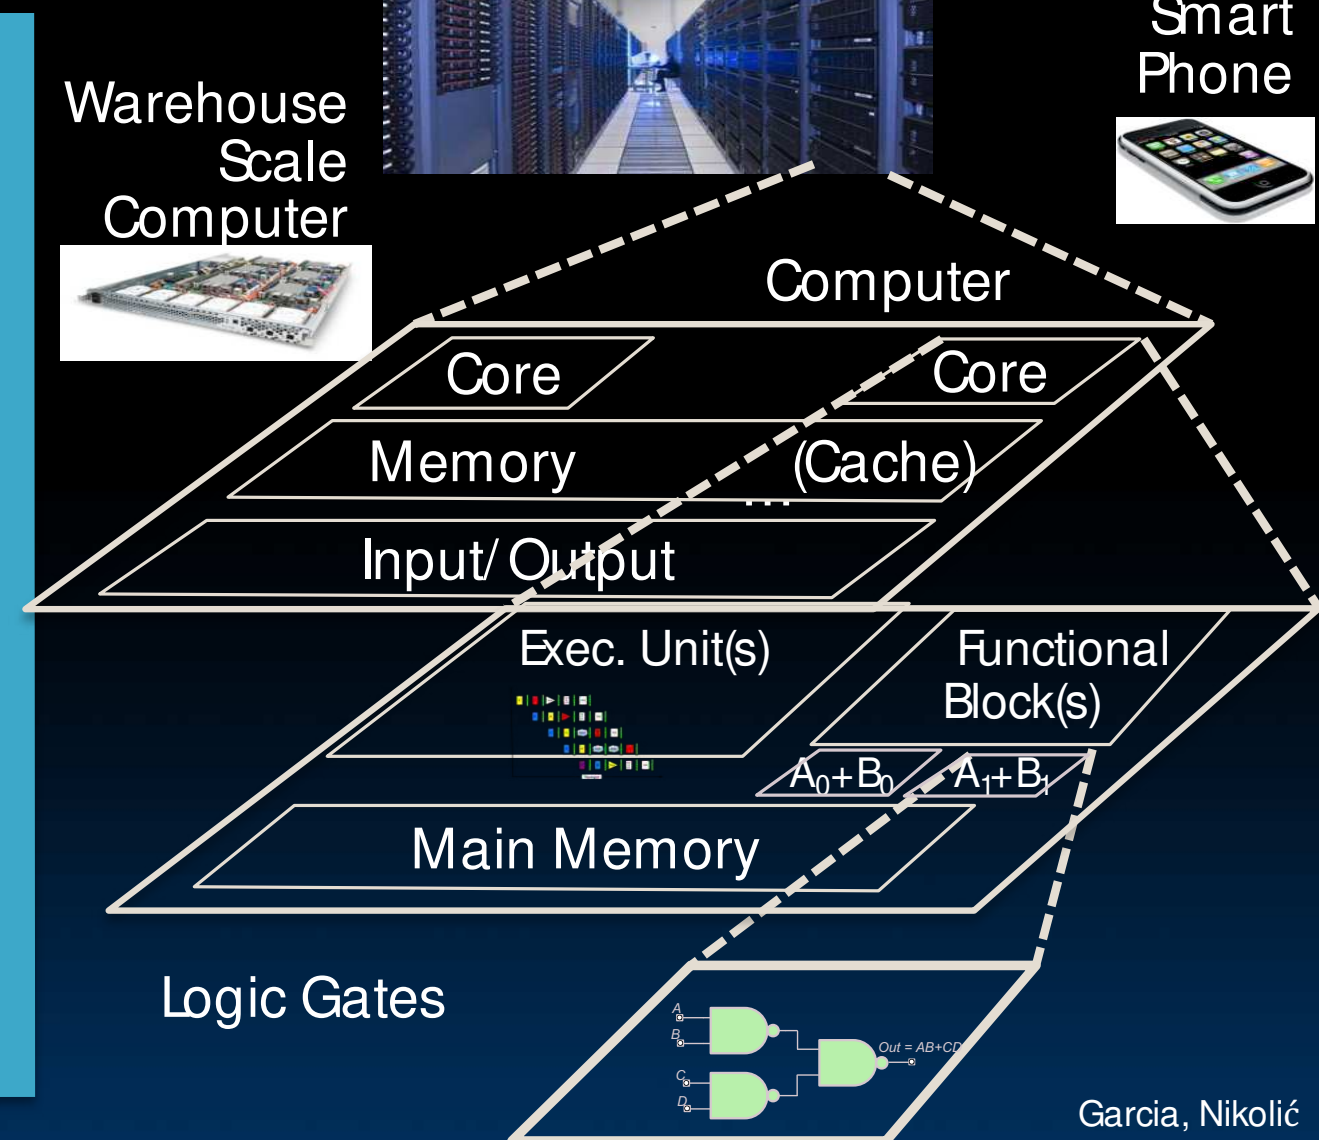 Smart
Phone
Warehouse
Scale
Computer
Computer
Core
Core
Memory (Cache)
…
Input/Output
Exec. Unit(s)
Functional
Block(s)
A₀+B₀
A₁+B₁
Main Memory
Logic Gates
A
B
C
D
Out = AB+CD
Garcia, Nikolić